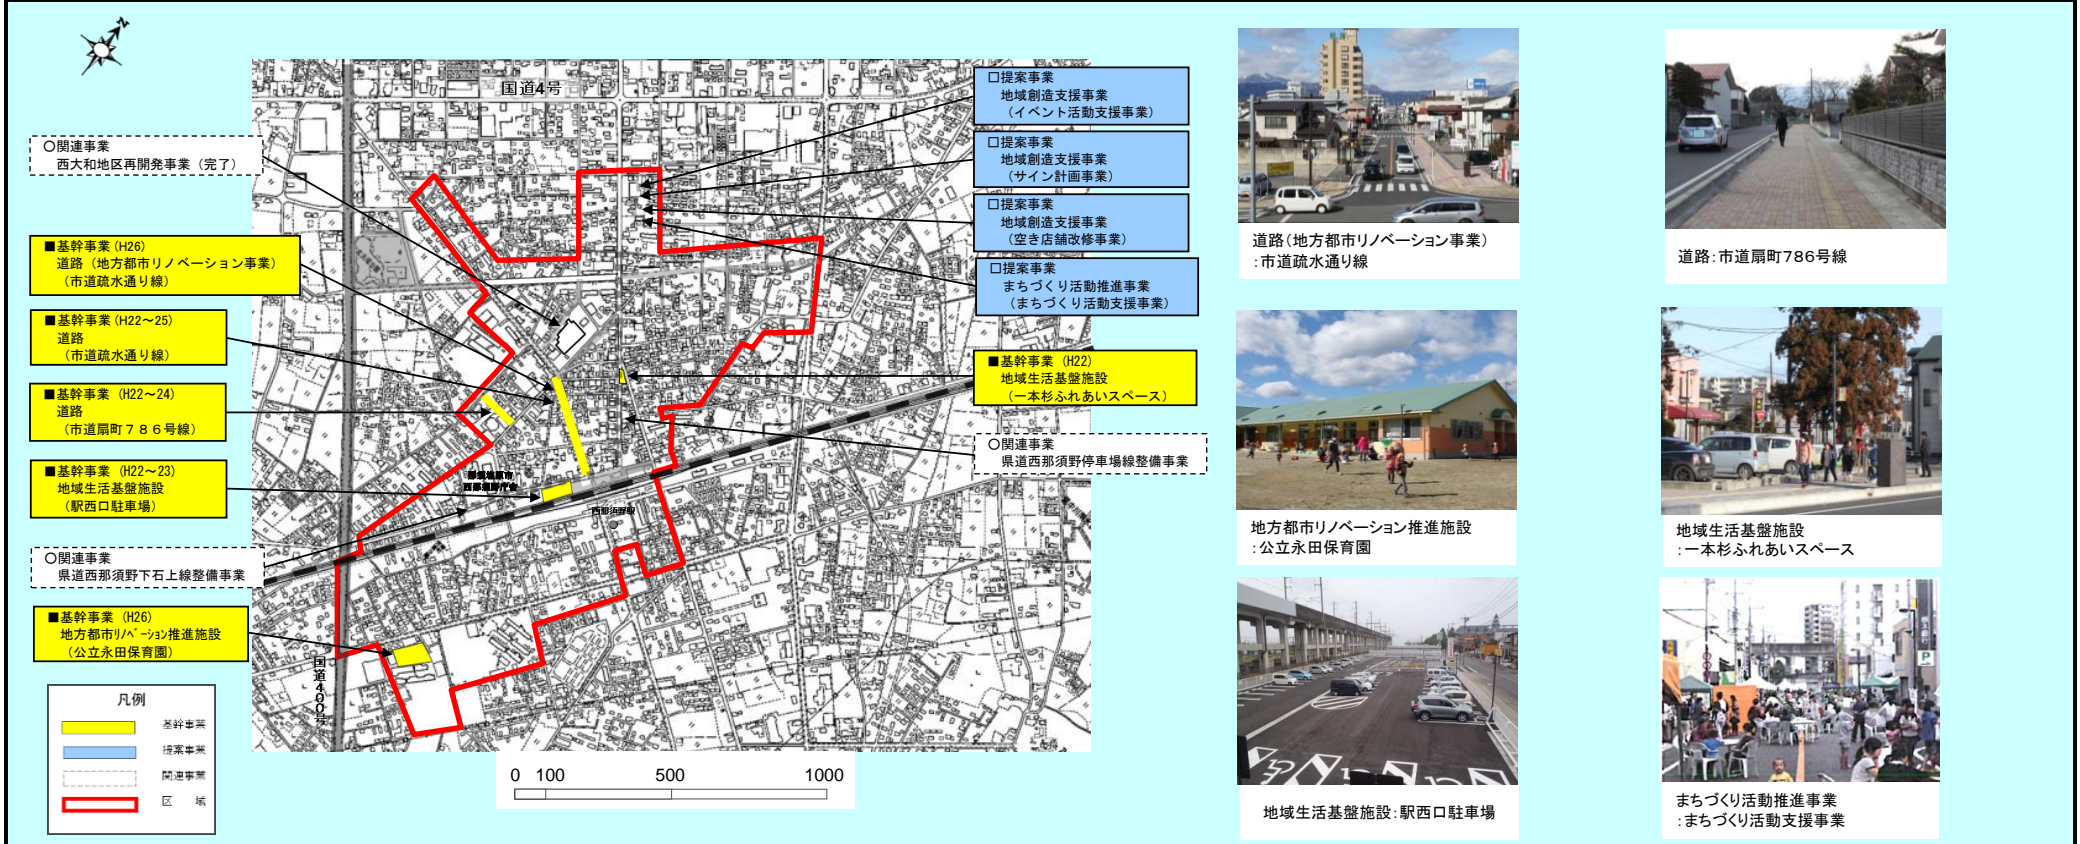 国道4号
○関連事業
西大和地区再開発事業（完了）
■基幹事業(H26)
道路（地方都市リノベーション事業）
（市道疏水通り線）
■基幹事業(H22～25)
道路
（市道疏水通り線）
■基幹事業（H22～24)
道路
（市道扇町７８６号線）
■基幹事業（H22～23)
地域生活基盤施設
（駅西口駐車場）
○関連事業
県道西那須野下石上線整備事業
■基幹事業（H26)
地方都市ﾘﾉﾍﾞｰｼｮﾝ推進施設
（公立永田保育園）
□提案事業
地域創造支援事業
（イベント活動支援事業）
□提案事業
地域創造支援事業
（サイン計画事業）
□提案事業
地域創造支援事業
（空き店舗改修事業）
□提案事業
まちづくり活動推進事業
（まちづくり活動支援事業）
■基幹事業（H22)
地域生活基盤施設
（一本杉ふれあいスペース）
○関連事業
県道西那須野停車場線整備事業
那須塩原市
西那須野庁舎
西那須野駅
国道400号
凡例
基幹事業
提案事業
関連事業
区　域
0 100 500 1000
道路（地方都市リノベーション事業）
：市道疏水通り線
道路：市道扇町７８６号線
地方都市リノベーション推進施設
：公立永田保育園
地域生活基盤施設
：一本杉ふれあいスペース
地域生活基盤施設：駅西口駐車場
P
まちづくり活動推進事業
：まちづくり活動支援事業